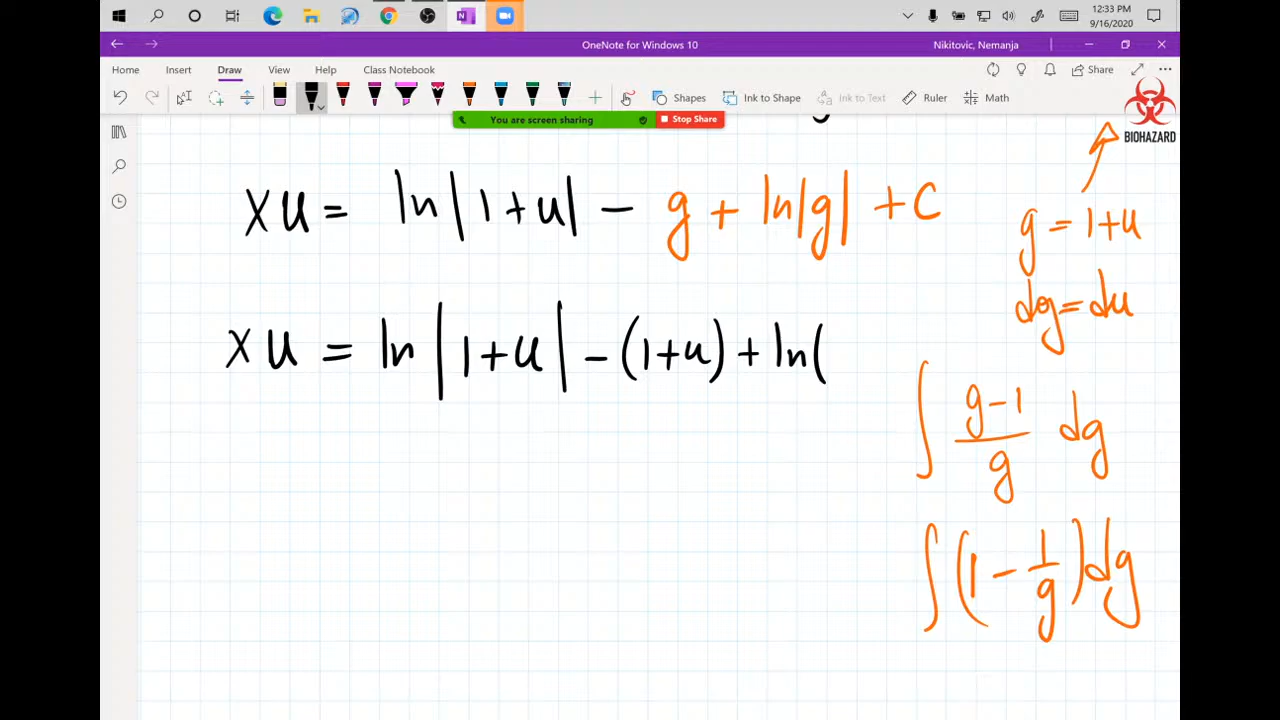 12:33 PM
9/16/2020
OneNote for Windows 10
Nikitovic, Nemanja
Home Insert Draw View Help Class Notebook Share
Shapes Ink to Shape Ink to Text Ruler Math
You are screen sharing Stop Share
BIOHAZARD
xu = ln|1+u| - g + ln|g| + C
g = 1+u
dg = du
xu = ln|1+u| - (1+u) + ln(
∫ (g-1)/g dg
∫ (1 - 1/g) dg